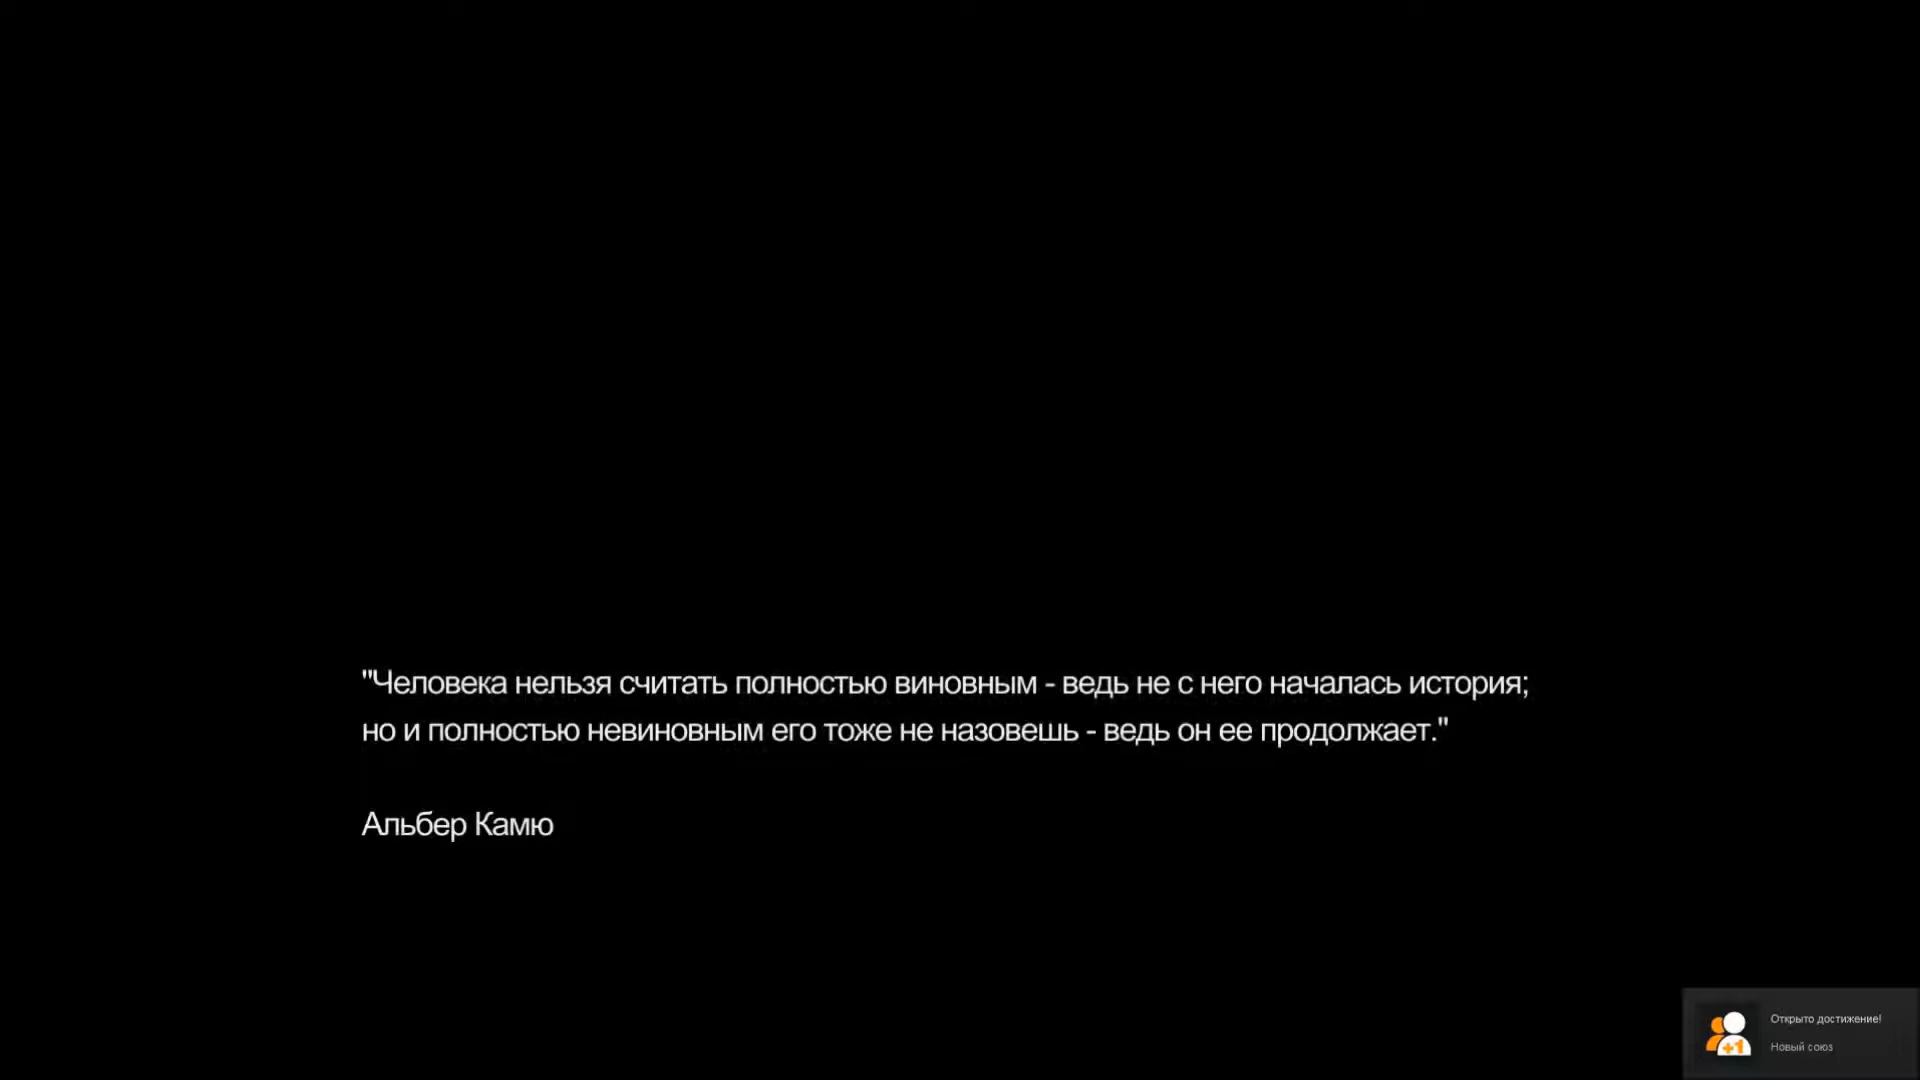 "Человека нельзя считать полностью виновным - ведь не с него началась история;
но и полностью невиновным его тоже не назовешь - ведь он ее продолжает."
Альбер Камю
+1
Открыто достижение!
Новый союз